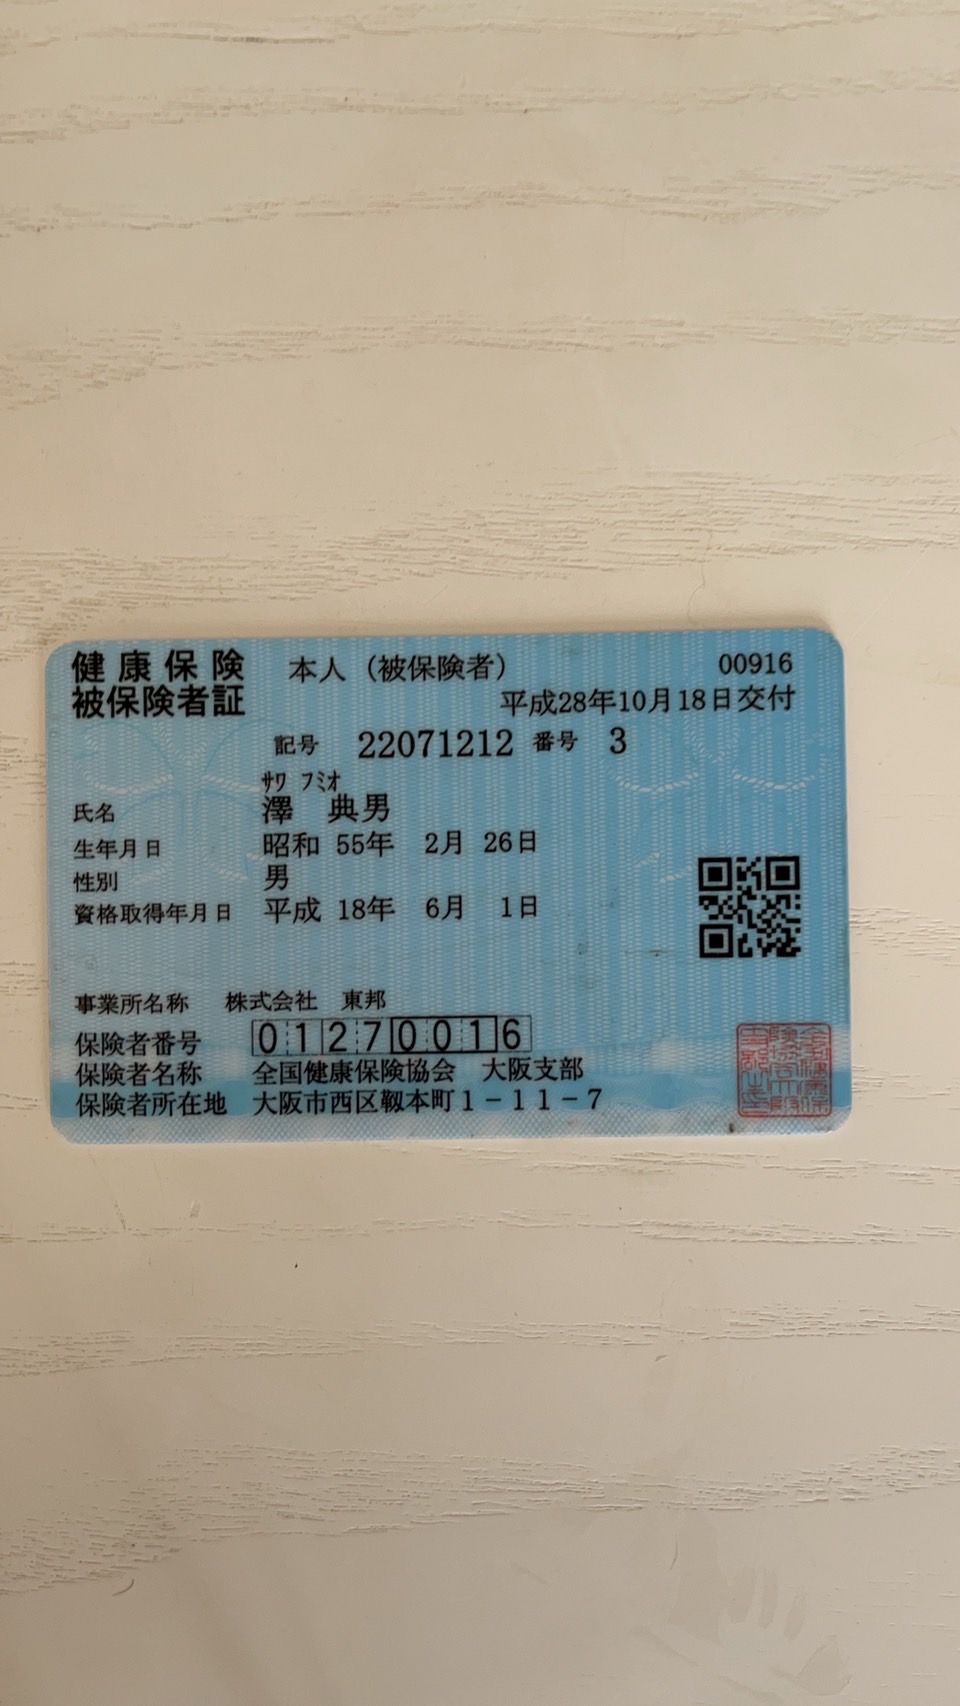 健康保険 本人（被保険者） 00916
被保険者証 平成28年10月18日交付
記号 22071212 番号 3
ｻﾜ ﾌﾐｵ
氏名 澤 典男
生年月日 昭和 55年 2月 26日
性別 男
資格取得年月日 平成 18年 6月 1日
事業所名称 株式会社 東邦
保険者番号 01270016
保険者名称 全国健康保険協会 大阪支部
保険者所在地 大阪市西区靱本町１－１１－７